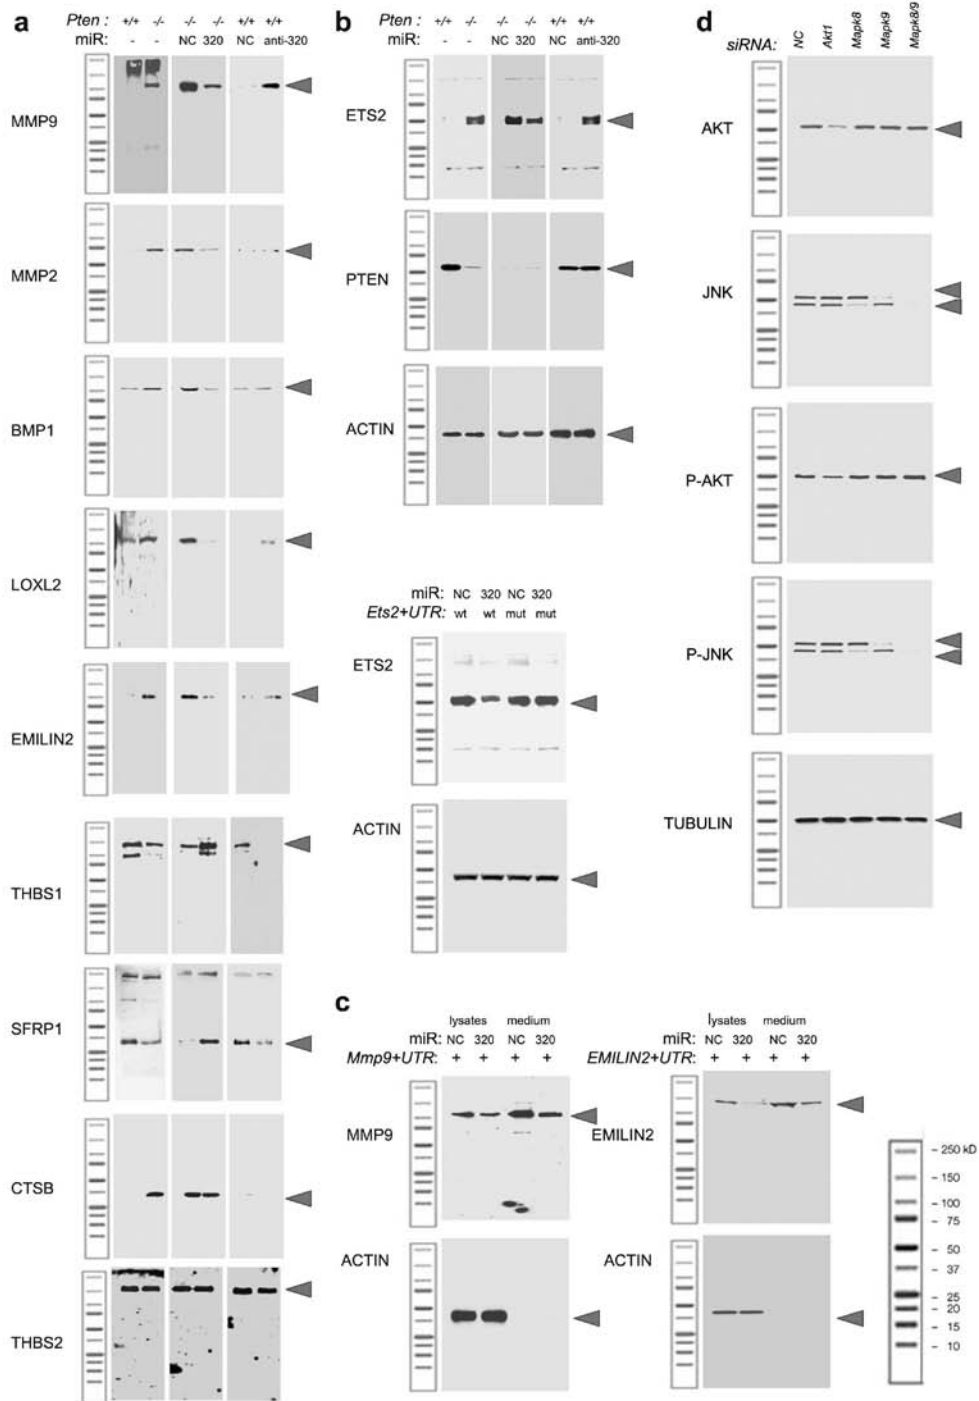 a
Pten : +/+ -/- -/- -/- +/+ +/+
miR: - - NC 320 NC anti-320
MMP9
MMP2
BMP1
LOXL2
EMILIN2
THBS1
SFRP1
CTSB
THBS2
b
Pten : +/+ -/- -/- -/- +/+ +/+
miR: - - NC 320 NC anti-320
ETS2
PTEN
ACTIN
miR: NC 320 NC 320
Ets2+UTR: wt wt mut mut
ETS2
ACTIN
c
lysates medium
miR: NC 320 NC 320
Mmp9+UTR: + + + +
MMP9
ACTIN
lysates medium
miR: NC 320 NC 320
EMILIN2+UTR: + + + +
EMILIN2
ACTIN
d
siRNA: NC Akt1 Mapk8 Mapk9 Mapk8/9
AKT
JNK
P-AKT
P-JNK
TUBULIN
- 250 kD
- 150
- 100
- 75
- 50
- 37
- 25
- 20
- 15
- 10